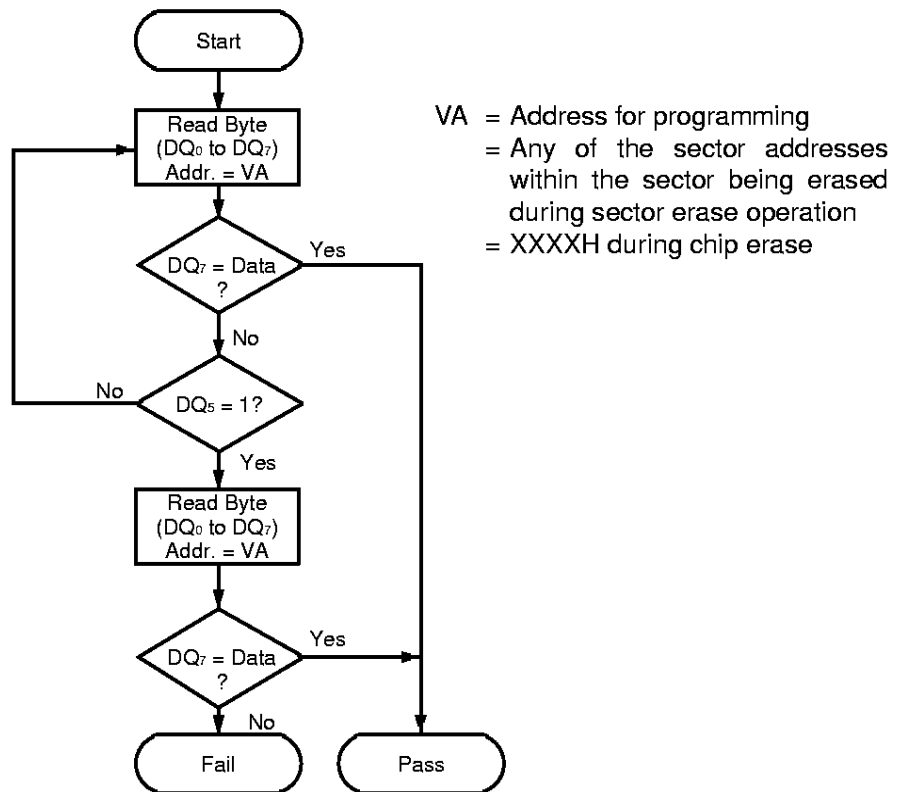 Start
Read Byte
(DQ₀ to DQ₇)
Addr. = VA
VA = Address for programming
= Any of the sector addresses
within the sector being erased
during sector erase operation
= XXXXH during chip erase
DQ₇ = Data
?
Yes
No
DQ₅ = 1?
No
Yes
Read Byte
(DQ₀ to DQ₇)
Addr. = VA
DQ₇ = Data
?
Yes
No
Fail
Pass